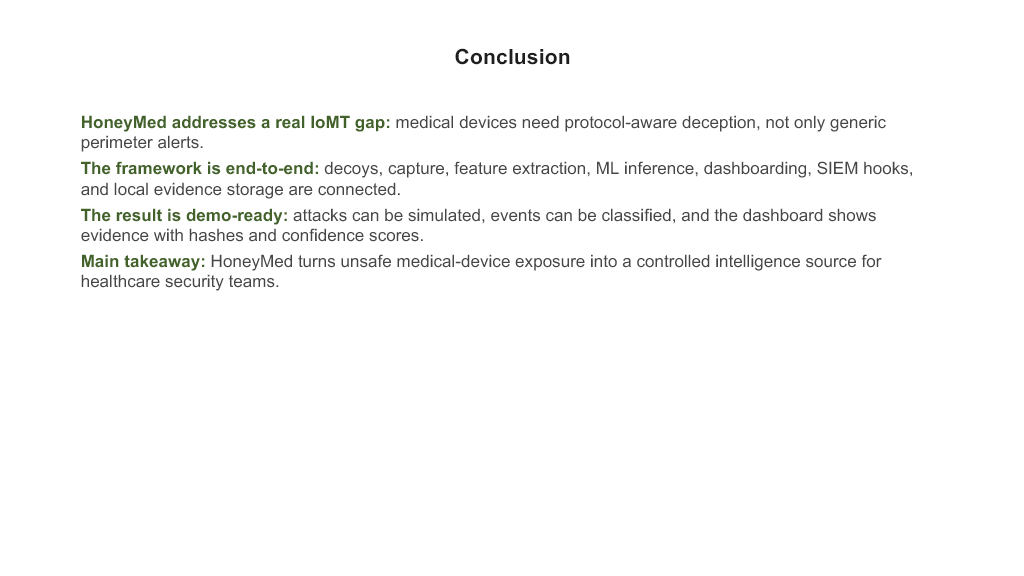 Conclusion
HoneyMed addresses a real IoMT gap: medical devices need protocol-aware deception, not only generic
perimeter alerts.
The framework is end-to-end: decoys, capture, feature extraction, ML inference, dashboarding, SIEM hooks,
and local evidence storage are connected.
The result is demo-ready: attacks can be simulated, events can be classified, and the dashboard shows
evidence with hashes and confidence scores.
Main takeaway: HoneyMed turns unsafe medical-device exposure into a controlled intelligence source for
healthcare security teams.